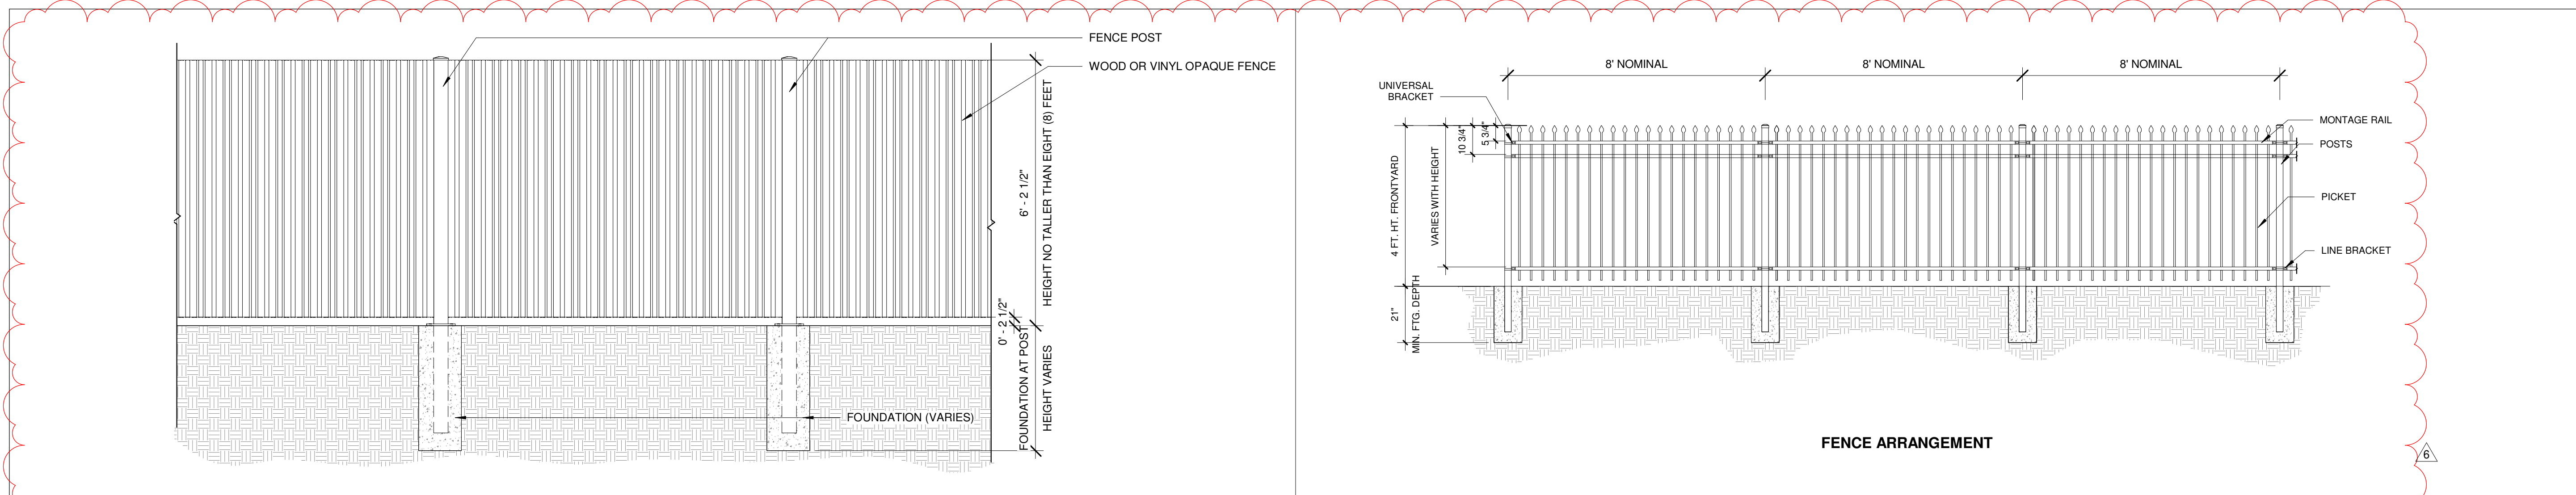 FENCE POST
WOOD OR VINYL OPAQUE FENCE
6' - 2 1/2"
HEIGHT NO TALLER THAN EIGHT (8) FEET
0' - 2 1/2"
FOUNDATION AT POST
HEIGHT VARIES
FOUNDATION (VARIES)
8' NOMINAL
8' NOMINAL
8' NOMINAL
UNIVERSAL
BRACKET
10 3/4"
5 3/4"
4 FT. HT. FRONTYARD
VARIES WITH HEIGHT
21"
MIN. FTG. DEPTH
MONTAGE RAIL
POSTS
PICKET
LINE BRACKET
FENCE ARRANGEMENT
6